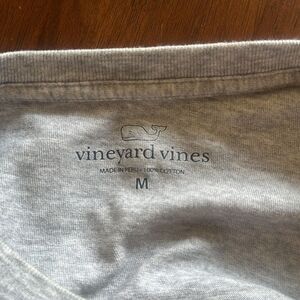 vineyard vines
MADE IN PERU • 100% COTTON
M